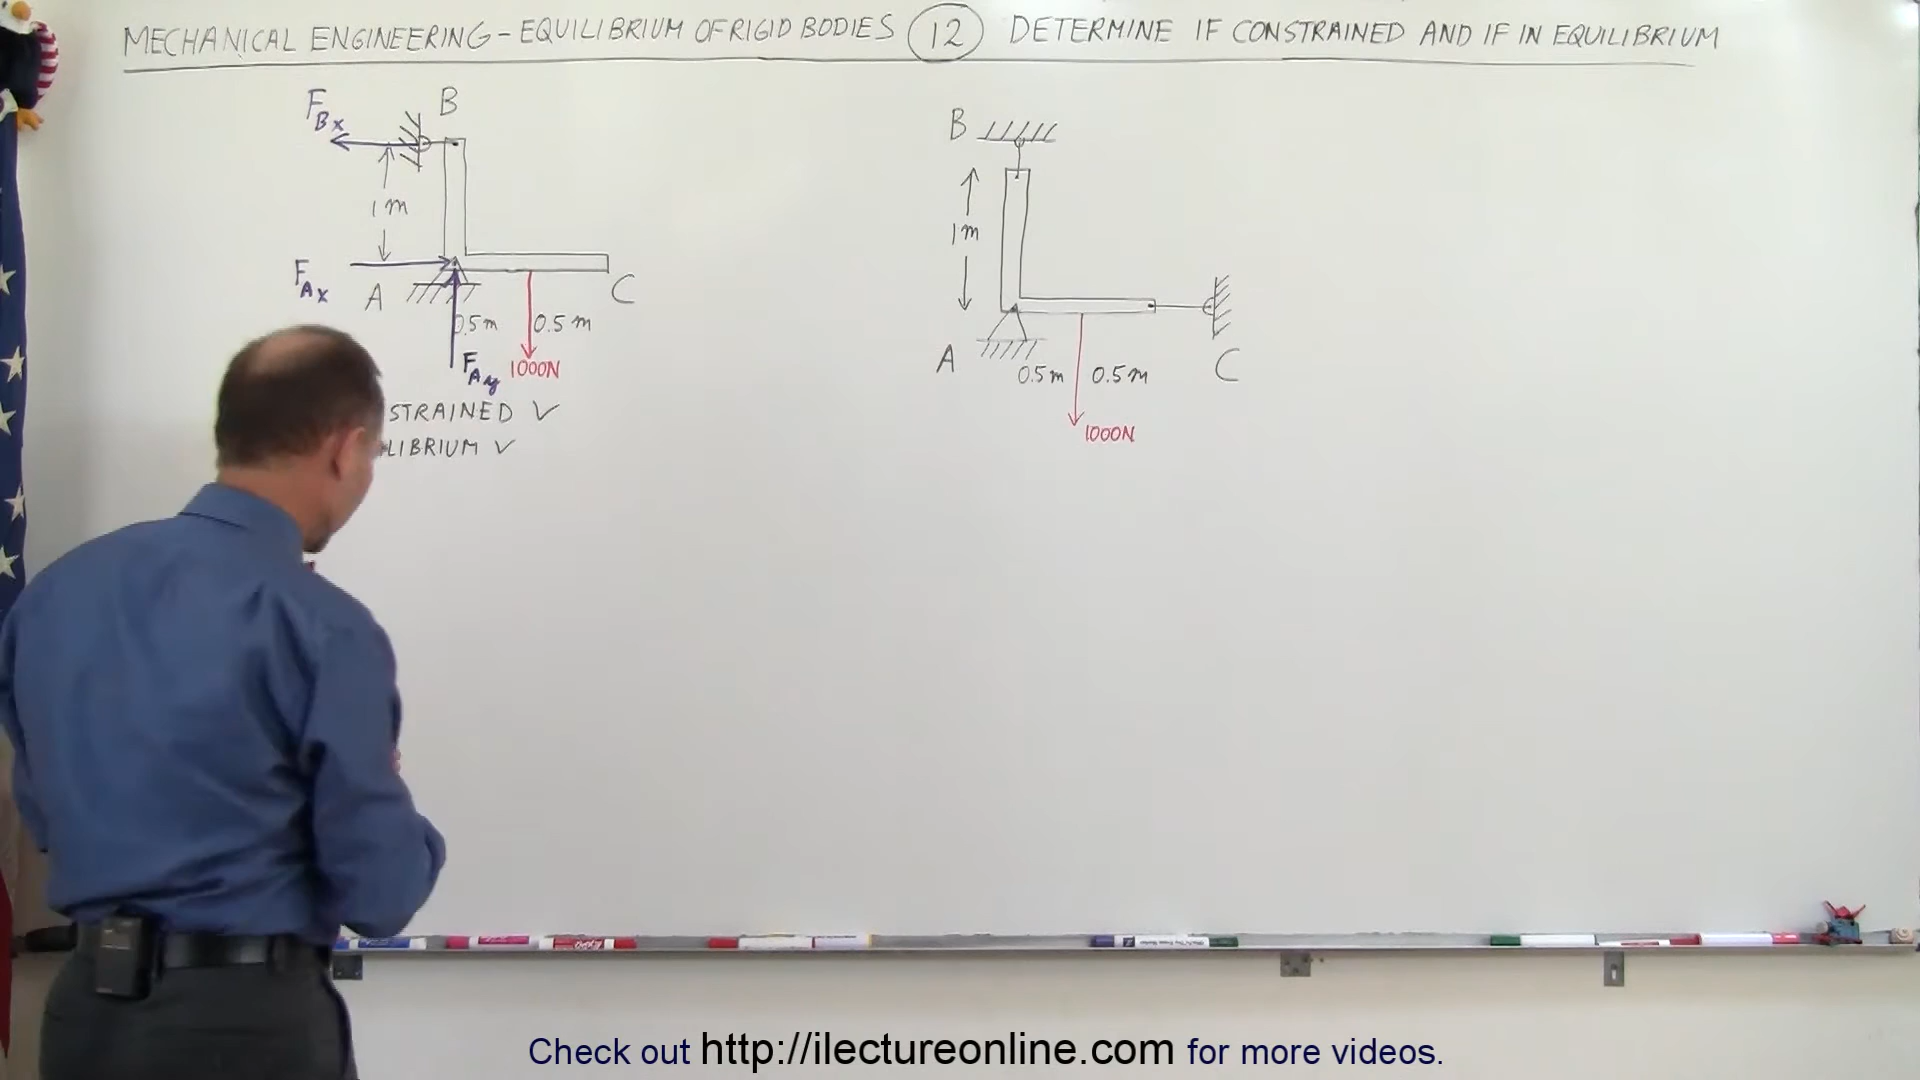 MECHANICAL ENGINEERING - EQUILIBRIUM OF RIGID BODIES 12 DETERMINE IF CONSTRAINED AND IF IN EQUILIBRIUM
F_Bx
B
1m
F_Ax
A
C
0.5m
0.5m
F_Ay
1000N
STRAINED ✓
LIBRIUM ✓
B
1m
A
0.5m
0.5m
C
1000N
Check out http://ilectureonline.com for more videos.